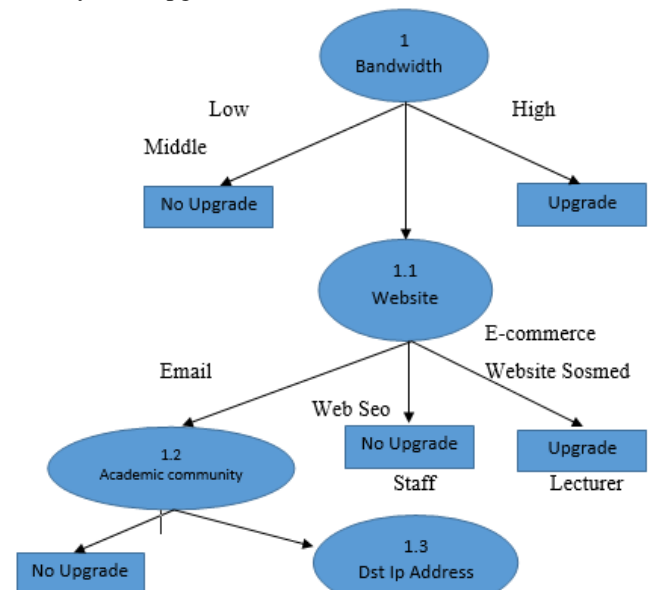 1
Bandwidth
Low
High
Middle
No Upgrade
Upgrade
1.1
Website
E-commerce
Email
Website Sosmed
Web Seo
No Upgrade
Upgrade
1.2
Academic community
Staff
Lecturer
1.3
No Upgrade
Dst Ip Address